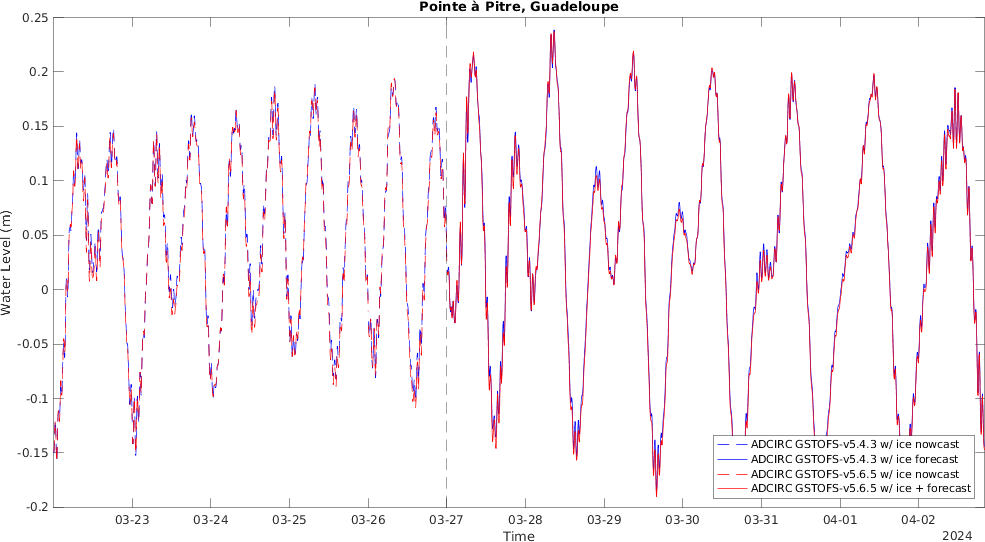 Pointe à Pitre, Guadeloupe
0.25
0.2
0.15
0.1
0.05
0
-0.05
-0.1
-0.15
-0.2
Water Level (m)
ADCIRC GSTOFS-v5.4.3 w/ ice nowcast
ADCIRC GSTOFS-v5.4.3 w/ ice forecast
ADCIRC GSTOFS-v5.6.5 w/ ice nowcast
ADCIRC GSTOFS-v5.6.5 w/ ice + forecast
03-23 03-24 03-25 03-26 03-27 03-28 03-29 03-30 03-31 04-01 04-02
Time
2024